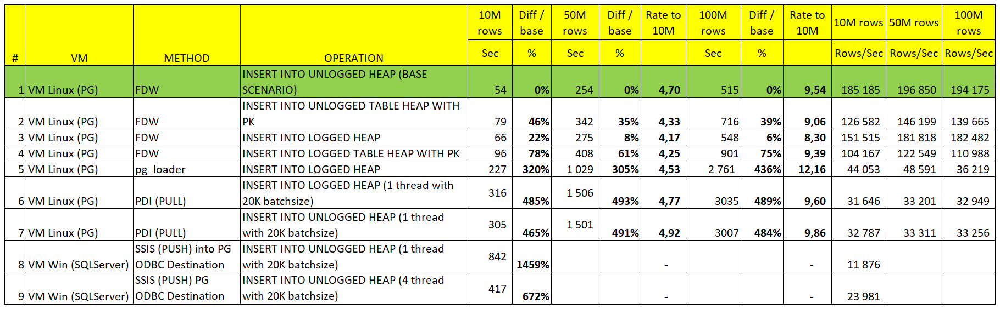 # VM METHOD OPERATION 10M rows Sec Diff / base % 50M rows Sec Diff / base % Rate to 10M 100M rows Sec Diff / base % Rate to 10M 10M rows Rows/Sec 50M rows Rows/Sec 100M rows Rows/Sec
1 VM Linux (PG) FDW INSERT INTO UNLOGGED HEAP (BASE SCENARIO) 54 0% 254 0% 4,70 515 0% 9,54 185 185 196 850 194 175
2 VM Linux (PG) FDW INSERT INTO UNLOGGED TABLE HEAP WITH PK 79 46% 342 35% 4,33 716 39% 9,06 126 582 146 199 139 665
3 VM Linux (PG) FDW INSERT INTO LOGGED HEAP 66 22% 275 8% 4,17 548 6% 8,30 151 515 181 818 182 482
4 VM Linux (PG) FDW INSERT INTO LOGGED TABLE HEAP WITH PK 96 78% 408 61% 4,25 901 75% 9,39 104 167 122 549 110 988
5 VM Linux (PG) pg_loader INSERT INTO LOGGED HEAP 227 320% 1 029 305% 4,53 2 761 436% 12,16 44 053 48 591 36 219
6 VM Linux (PG) PDI (PULL) INSERT INTO LOGGED HEAP (1 thread with 20K batchsize) 316 485% 1 506 493% 4,77 3035 489% 9,60 31 646 33 201 32 949
7 VM Linux (PG) PDI (PULL) INSERT INTO UNLOGGED HEAP (1 thread with 20K batchsize) 305 465% 1 501 491% 4,92 3007 484% 9,86 32 787 33 311 33 256
8 VM Win (SQLServer) SSIS (PUSH) into PG ODBC Destination INSERT INTO UNLOGGED HEAP (1 thread with 20K batchsize) 842 1459% - - 11 876
9 VM Win (SQLServer) SSIS (PUSH) PG ODBC Destination INSERT INTO UNLOGGED HEAP (4 thread with 20K batchsize) 417 672% - - 23 981